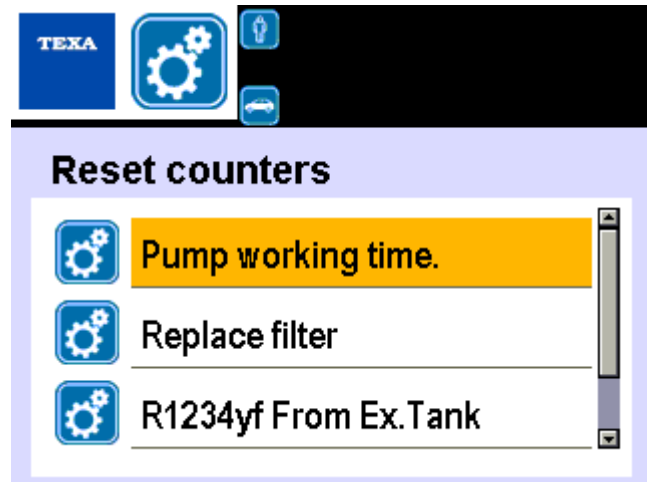 TEXA
Reset counters
Pump working time.
Replace filter
R1234yf From Ex.Tank